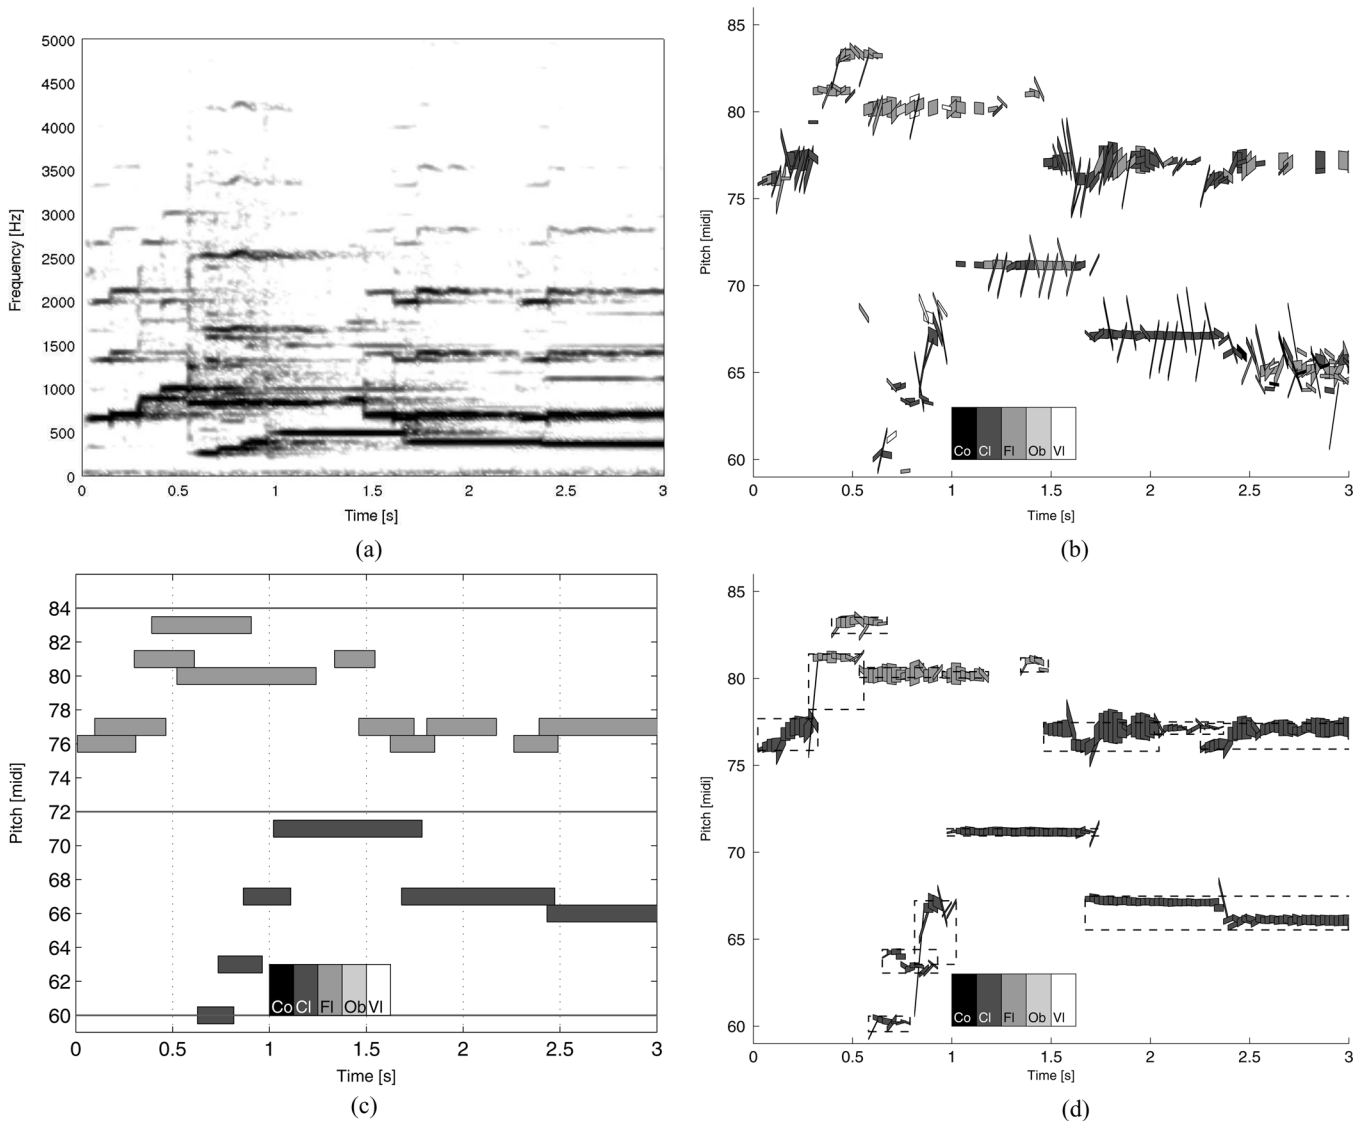 5000
4500
4000
3500
3000
2500
2000
1500
1000
500
0
Frequency [Hz]
0 0.5 1 1.5 2 2.5 3
Time [s]
(a)
85
80
75
70
65
60
Pitch [midi]
Co Cl Fl Ob Vl
0 0.5 1 1.5 2 2.5 3
Time [s]
(b)
84
82
80
78
76
74
72
70
68
66
64
62
60
Pitch [midi]
Co Cl Fl Ob Vl
0 0.5 1 1.5 2 2.5 3
Time [s]
(c)
85
80
75
70
65
60
Pitch [midi]
Co Cl Fl Ob Vl
0 0.5 1 1.5 2 2.5 3
Time [s]
(d)